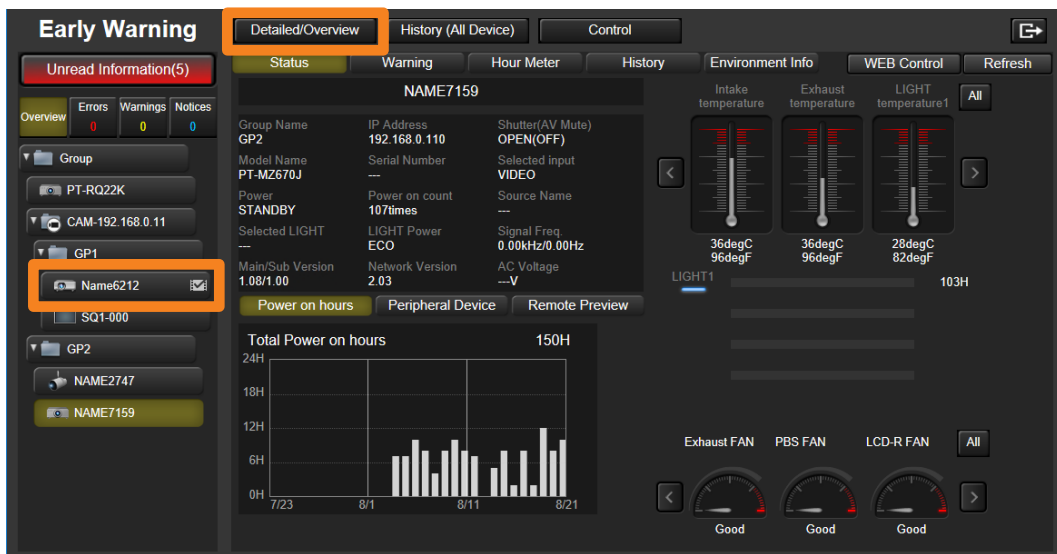 Early Warning
Detailed/Overview
History (All Device)
Control
Unread Information(5)
Overview
Errors
0
Warnings
0
Notices
0
Group
PT-RQ22K
CAM-192.168.0.11
GP1
Name6212
SQ1-000
GP2
NAME2747
NAME7159
Status
Warning
Hour Meter
History
Environment Info
WEB Control
Refresh
NAME7159
Group Name
GP2
IP Address
192.168.0.110
Shutter(AV Mute)
OPEN(OFF)
Model Name
PT-MZ670J
Serial Number
---
Selected input
VIDEO
Power
STANDBY
Power on count
107times
Source Name
---
Selected LIGHT
---
LIGHT Power
ECO
Signal Freq.
0.00kHz/0.00Hz
Main/Sub Version
1.08/1.00
Network Version
2.03
AC Voltage
---V
Power on hours
Peripheral Device
Remote Preview
Total Power on hours
150H
24H
18H
12H
6H
0H
7/23
8/1
8/11
8/21
Intake
temperature
Exhaust
temperature
LIGHT
temperature1
All
<
>
36degC
96degF
36degC
96degF
28degC
82degF
LIGHT1
103H
Exhaust FAN
PBS FAN
LCD-R FAN
All
<
>
Good
Good
Good